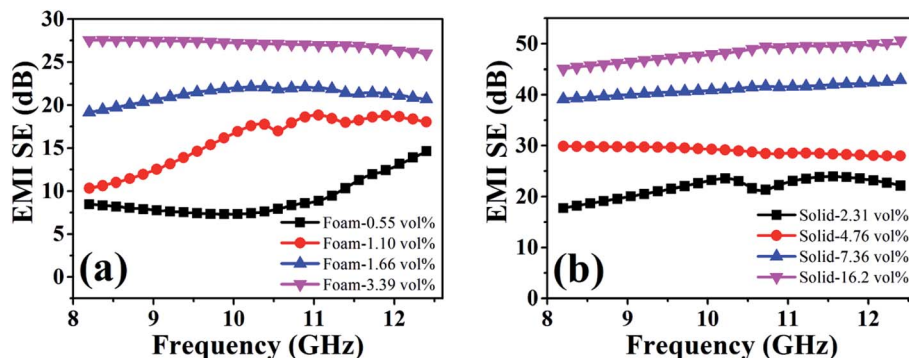 EMI SE (dB)
30
25
20
15
10
5
0
Foam-0.55 vol%
Foam-1.10 vol%
Foam-1.66 vol%
Foam-3.39 vol%
(a)
8 9 10 11 12
Frequency (GHz)
EMI SE (dB)
50
40
30
20
10
0
Solid-2.31 vol%
Solid-4.76 vol%
Solid-7.36 vol%
Solid-16.2 vol%
(b)
8 9 10 11 12
Frequency (GHz)